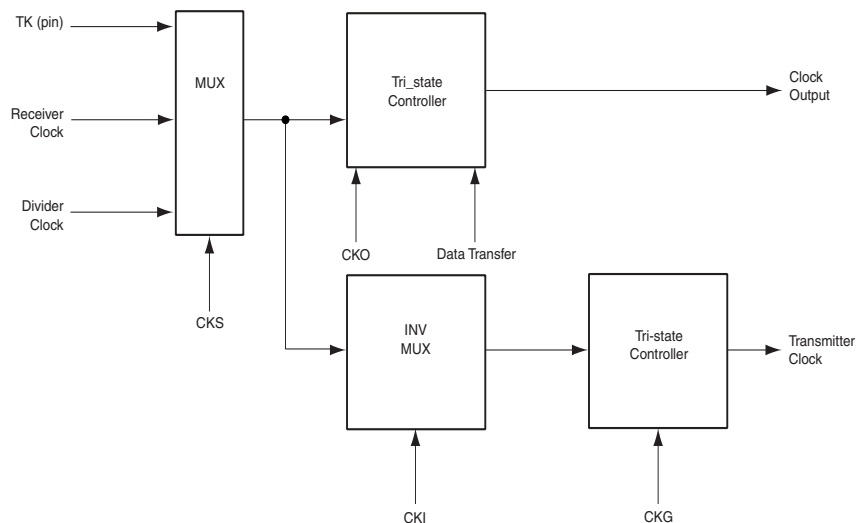 TK (pin)
MUX
Tri_state
Controller
Clock
Output
Receiver
Clock
Divider
Clock
CKO
Data Transfer
CKS
INV
MUX
Tri-state
Controller
Transmitter
Clock
CKI
CKG